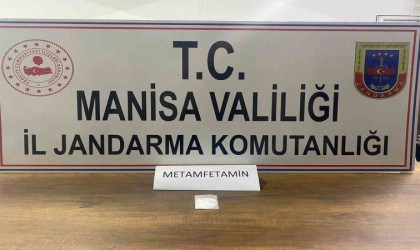 T.C.
MANİSA VALİLİĞİ
İL JANDARMA KOMUTANLIĞI
METAMFETAMİN